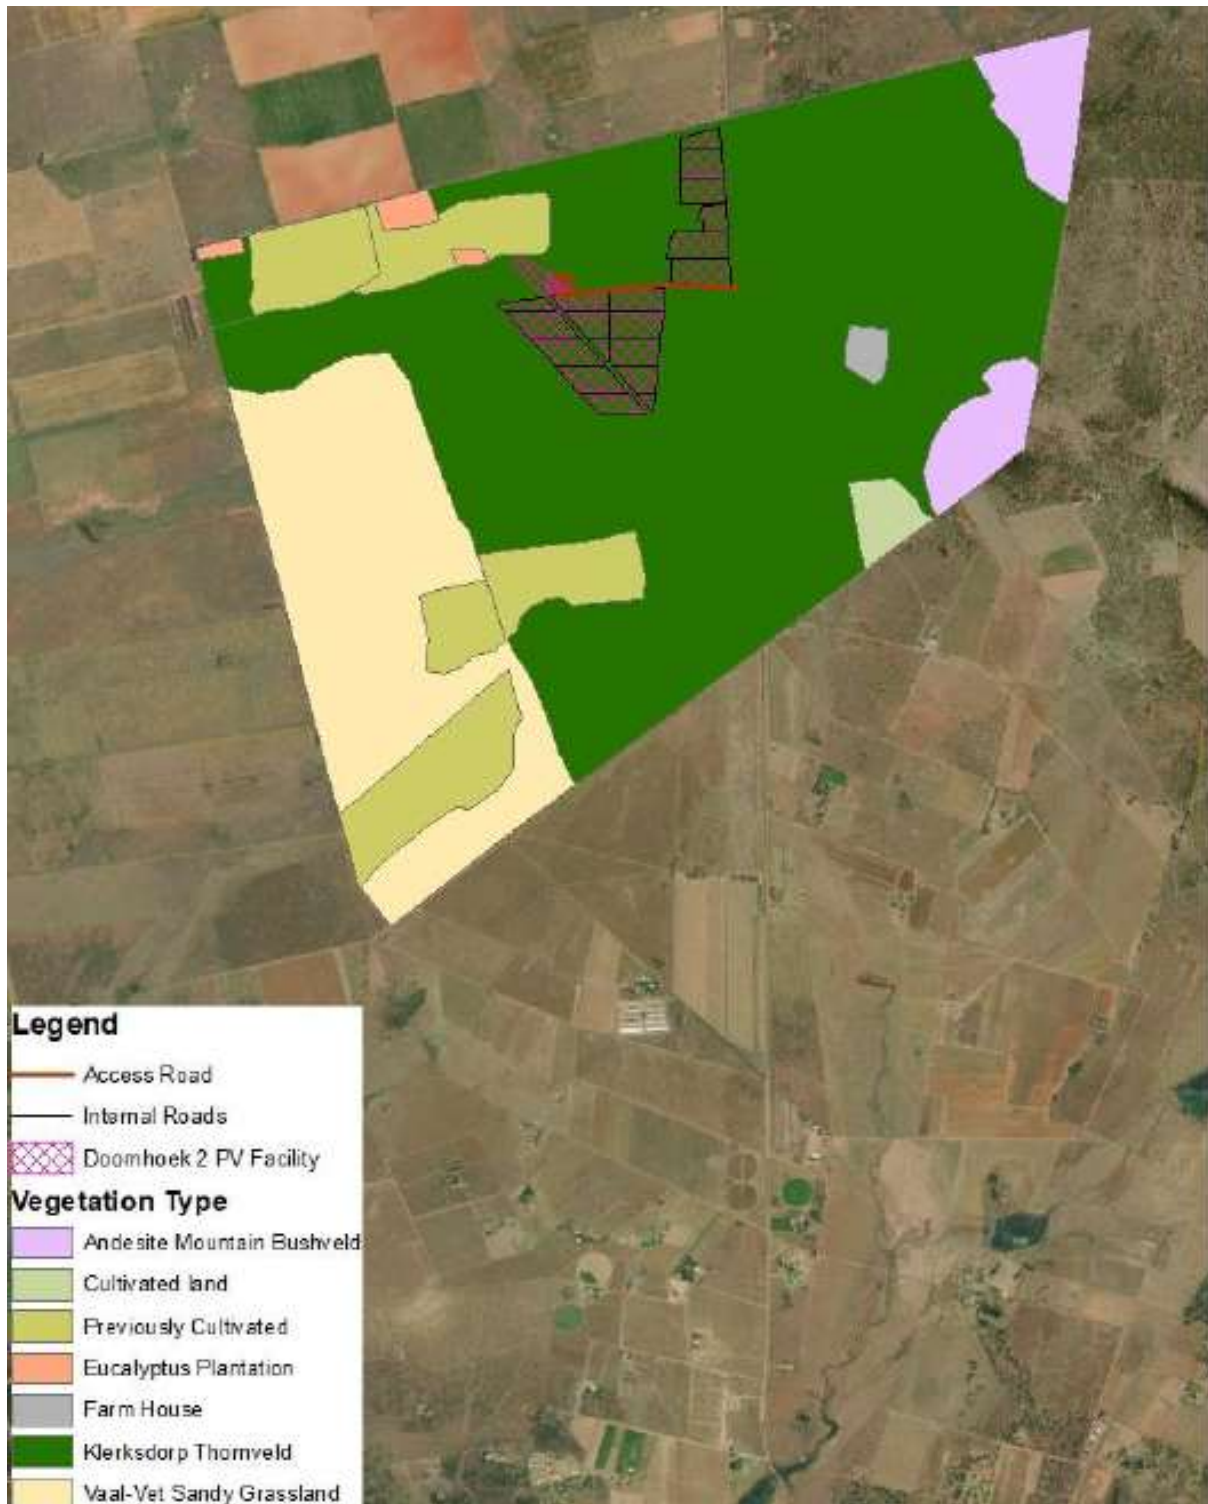 Legend
Access Road
Internal Roads
Doornhoek 2 PV Facility
Vegetation Type
Andesite Mountain Bushveld
Cultivated land
Previously Cultivated
Eucalyptus Plantation
Farm House
Klerksdorp Thornveld
Vaal-Vet Sandy Grassland